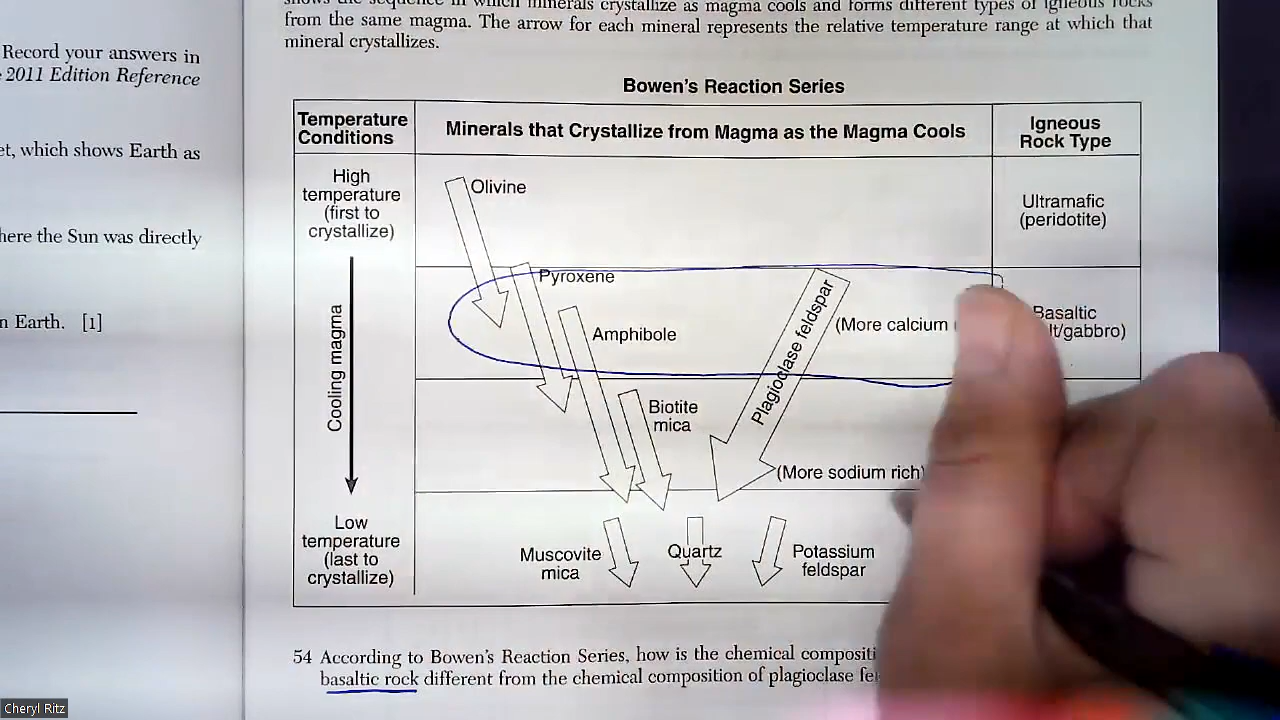 shows the sequence in which minerals crystallize as magma cools and forms different types of igneous rocks
from the same magma. The arrow for each mineral represents the relative temperature range at which that
mineral crystallizes.
Record your answers in
2011 Edition Reference
which shows Earth as
the Sun was directly
Earth. [1]
Bowen's Reaction Series
Temperature
Conditions
Minerals that Crystallize from Magma as the Magma Cools
Igneous
Rock Type
High
temperature
(first to
crystallize)
Cooling magma
Low
temperature
(last to
crystallize)
Olivine
Pyroxene
Amphibole
Biotite
mica
Plagioclase feldspar
(More calcium
(More sodium rich)
Muscovite
mica
Quartz
Potassium
feldspar
Ultramafic
(peridotite)
Basaltic
54 According to Bowen's Reaction Series, how is the chemical
basaltic rock different from the chemical composition of plagioclase
Cheryl Ritz